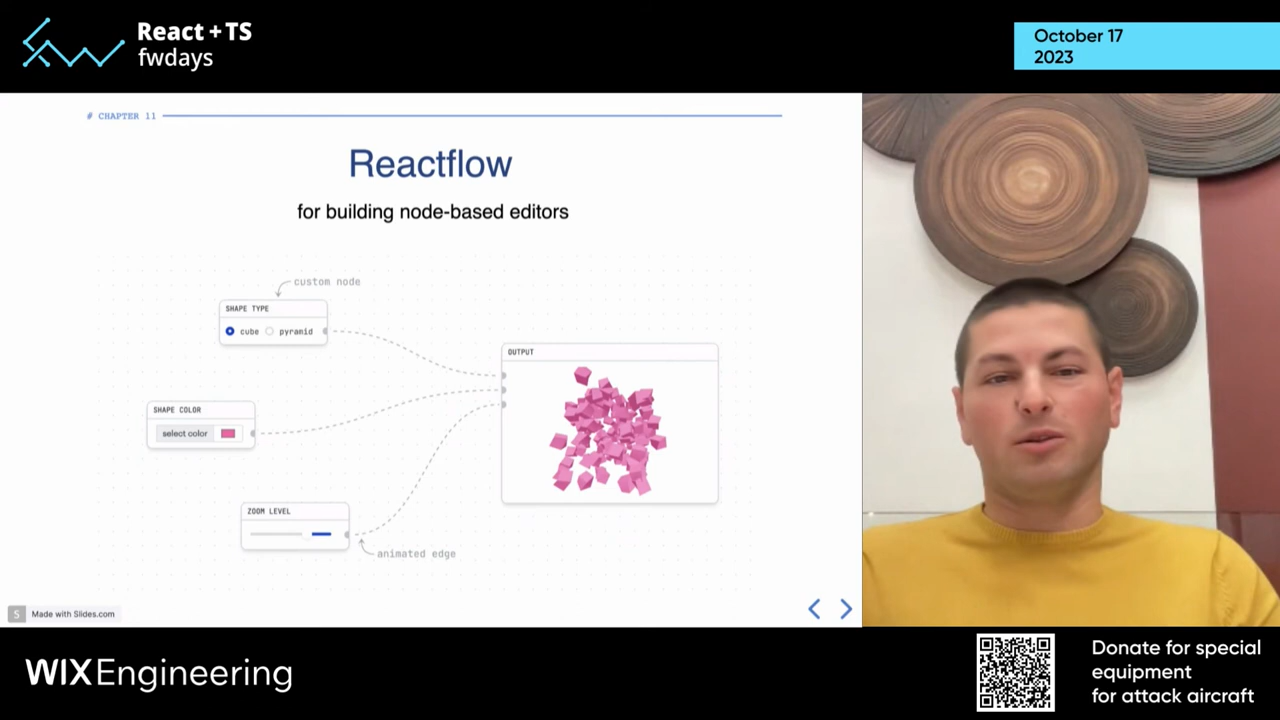 React + TS
fwdays
October 17
2023
# CHAPTER 11
Reactflow
for building node-based editors
custom node
SHAPE TYPE
cube pyramid
OUTPUT
SHAPE COLOR
select color
ZOOM LEVEL
animated edge
S Made with Slides.com
WIXEngineering
Donate for special
equipment
for attack aircraft